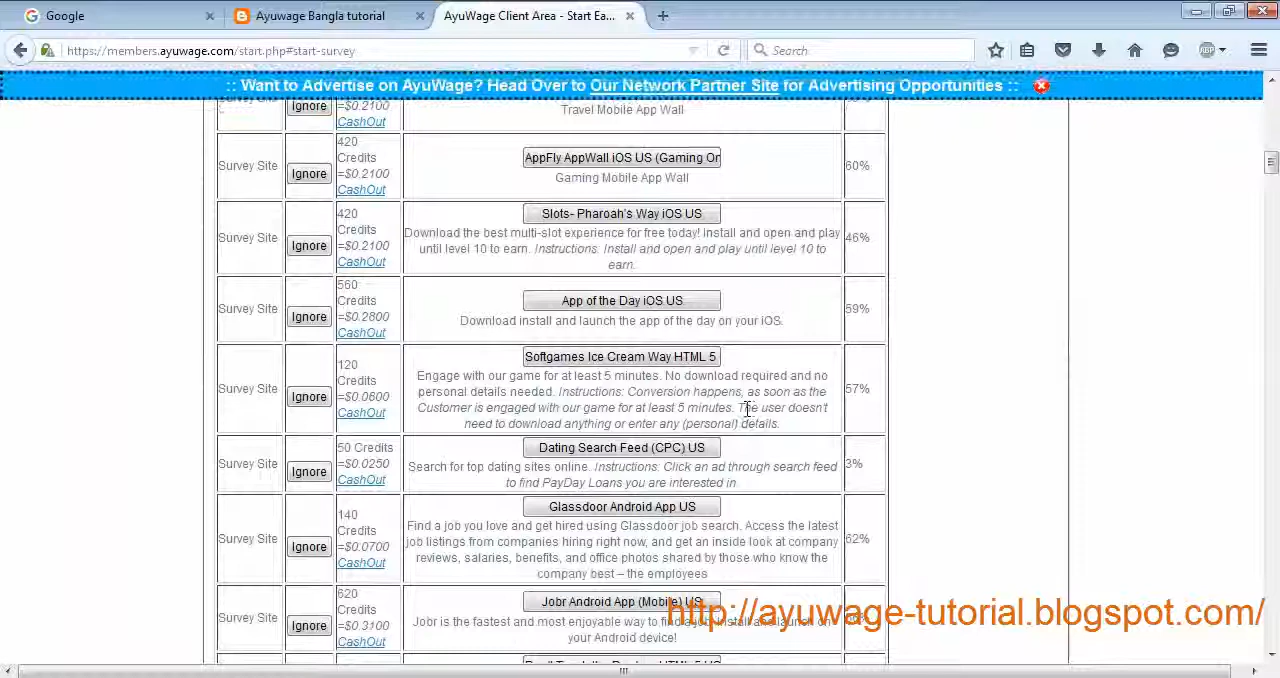 Google
Ayuwage Bangla tutorial
AyuWage Client Area - Start Ea...
https://members.ayuwage.com/start.php#start-survey
Search
ABP
:: Want to Advertise on AyuWage? Head Over to Our Network Partner Site for Advertising Opportunities ::
Ignore
=$0.2100
CashOut
Travel Mobile App Wall
Survey Site
Ignore
420
Credits
=$0.2100
CashOut
AppFly AppWall iOS US (Gaming Or
Gaming Mobile App Wall
60%
Survey Site
Ignore
420
Credits
=$0.2100
CashOut
Slots- Pharoah's Way iOS US
Download the best multi-slot experience for free today! Install and open and play
until level 10 to earn. Instructions: Install and open and play until level 10 to
earn.
46%
Survey Site
Ignore
560
Credits
=$0.2800
CashOut
App of the Day iOS US
Download install and launch the app of the day on your iOS.
59%
Survey Site
Ignore
120
Credits
=$0.0600
CashOut
Softgames Ice Cream Way HTML 5
Engage with our game for at least 5 minutes. No download required and no
personal details needed. Instructions: Conversion happens, as soon as the
Customer is engaged with our game for at least 5 minutes. The user doesn't
need to download anything or enter any (personal) details.
57%
Survey Site
Ignore
50 Credits
=$0.0250
CashOut
Dating Search Feed (CPC) US
Search for top dating sites online. Instructions: Click an ad through search feed
to find PayDay Loans you are interested in
3%
Survey Site
Ignore
140
Credits
=$0.0700
CashOut
Glassdoor Android App US
Find a job you love and get hired using Glassdoor job search. Access the latest
job listings from companies hiring right now, and get an inside look at company
reviews, salaries, benefits, and office photos shared by those who know the
company best – the employees
62%
Survey Site
Ignore
620
Credits
=$0.3100
CashOut
Jobr Android App (Mobile) US
Jobr is the fastest and most enjoyable way to find a job, install and launch on
your Android device!
http://ayuwage-tutorial.blogspot.com/